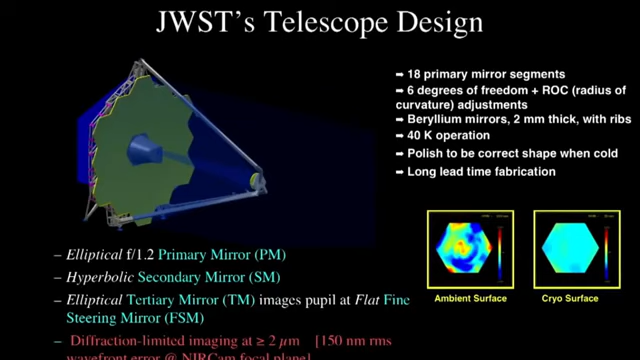 JWST's Telescope Design
➡ 18 primary mirror segments
➡ 6 degrees of freedom + ROC (radius of
curvature) adjustments
➡ Beryllium mirrors, 2 mm thick, with ribs
➡ 40 K operation
➡ Polish to be correct shape when cold
➡ Long lead time fabrication
Ambient Surface
Cryo Surface
– Elliptical f/1.2 Primary Mirror (PM)
– Hyperbolic Secondary Mirror (SM)
– Elliptical Tertiary Mirror (TM) images pupil at Flat Fine
Steering Mirror (FSM)
– Diffraction-limited imaging at ≥ 2 µm [150 nm rms
wavefront error @ NIRCam focal plane]